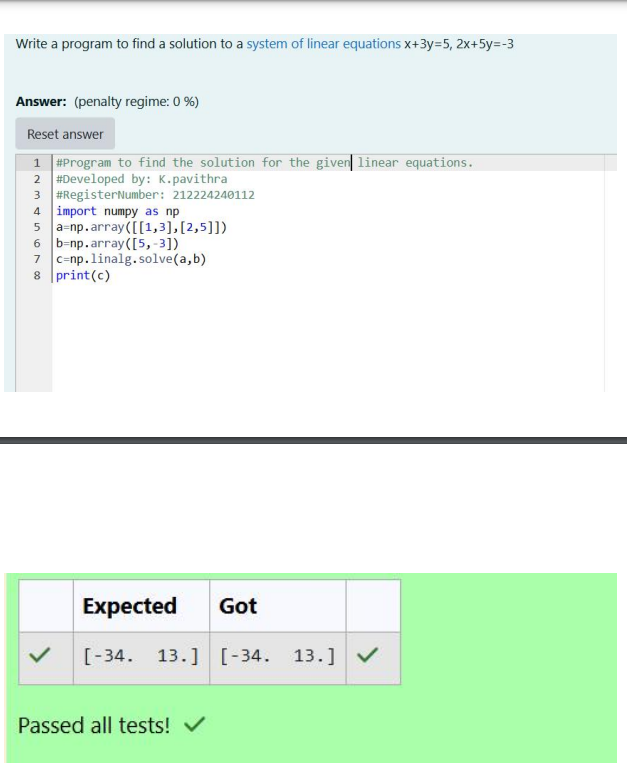 Write a program to find a solution to a system of linear equations x+3y=5, 2x+5y=-3
Answer: (penalty regime: 0 %)
Reset answer
1 #Program to find the solution for the given linear equations.
2 #Developed by: K.pavithra
3 #RegisterNumber: 212224240112
4 import numpy as np
5 a=np.array([[1,3],[2,5]])
6 b=np.array([5,-3])
7 c=np.linalg.solve(a,b)
8 print(c)
Expected Got
[-34. 13.] [-34. 13.]
Passed all tests!